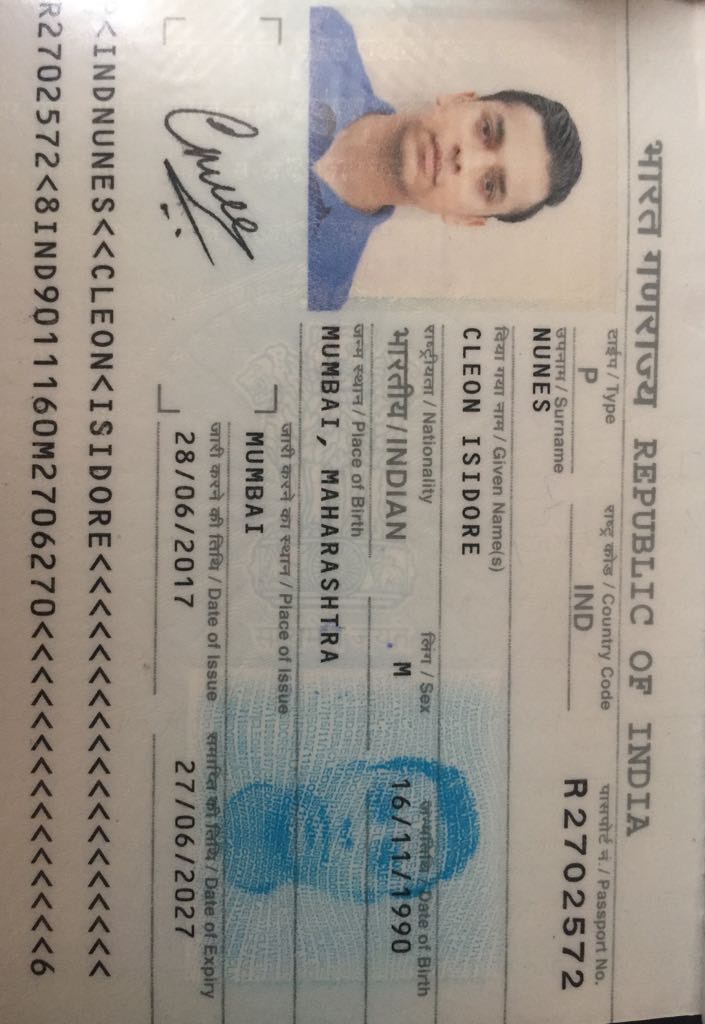 भारत गणराज्य REPUBLIC OF INDIA
टाईप / Type
राष्ट्र कोड / Country Code
पासपोर्ट नं. / Passport No.
P
IND
R2702572
उपनाम / Surname
NUNES
दिया गया नाम / Given Name(s)
CLEON ISIDORE
राष्ट्रीयता / Nationality
लिंग / Sex
जन्मतिथि / Date of Birth
भारतीय / INDIAN
M
16/11/1990
जन्म स्थान / Place of Birth
MUMBAI, MAHARASHTRA
जारी करने का स्थान / Place of Issue
MUMBAI
जारी करने की तिथि / Date of Issue
समाप्ति की तिथि / Date of Expiry
28/06/2017
27/06/2027
P<INDNUNES<<CLEON<ISIDORE<<<<<<<<<<<<<<<<<<<
R2702572<8IND9011160M2706270<<<<<<<<<<<<<<<6